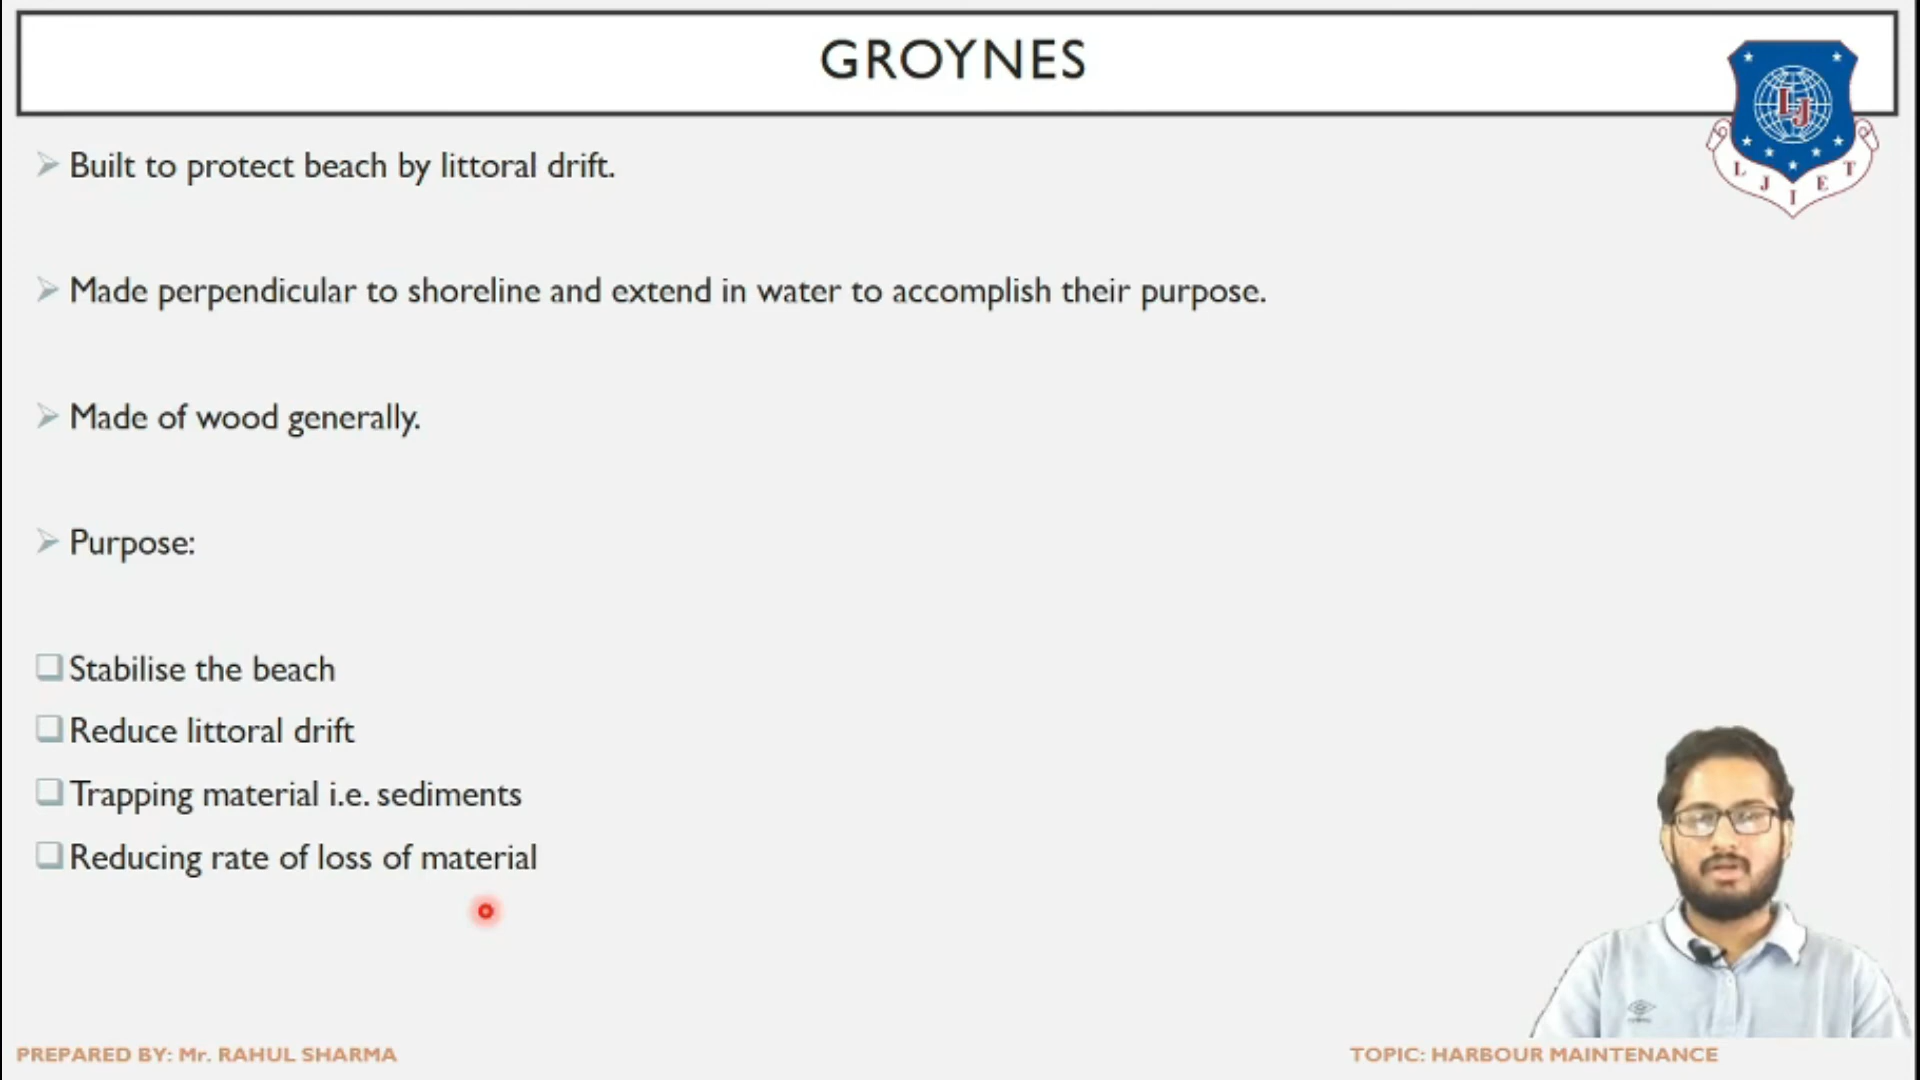 GROYNES
LJ
L J I E T
Built to protect beach by littoral drift.
Made perpendicular to shoreline and extend in water to accomplish their purpose.
Made of wood generally.
Purpose:
Stabilise the beach
Reduce littoral drift
Trapping material i.e. sediments
Reducing rate of loss of material
PREPARED BY: Mr. RAHUL SHARMA
TOPIC: HARBOUR MAINTENANCE